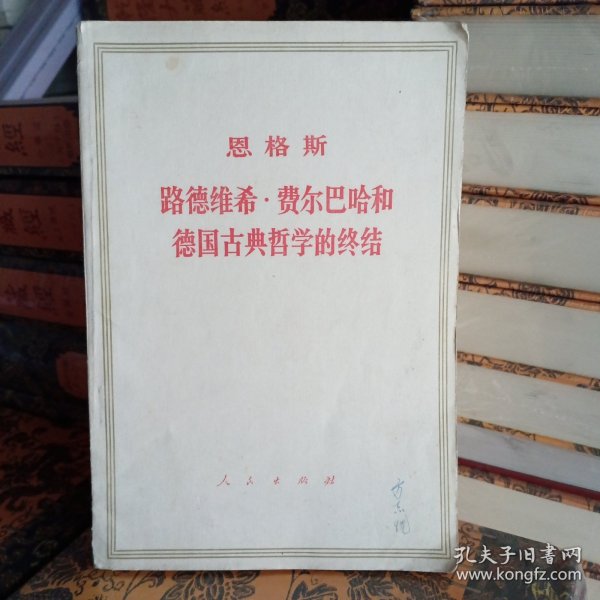 恩格斯
路德维希·费尔巴哈和
德国古典哲学的终结
人民出版社
孔夫子旧书网
www.kongfz.com